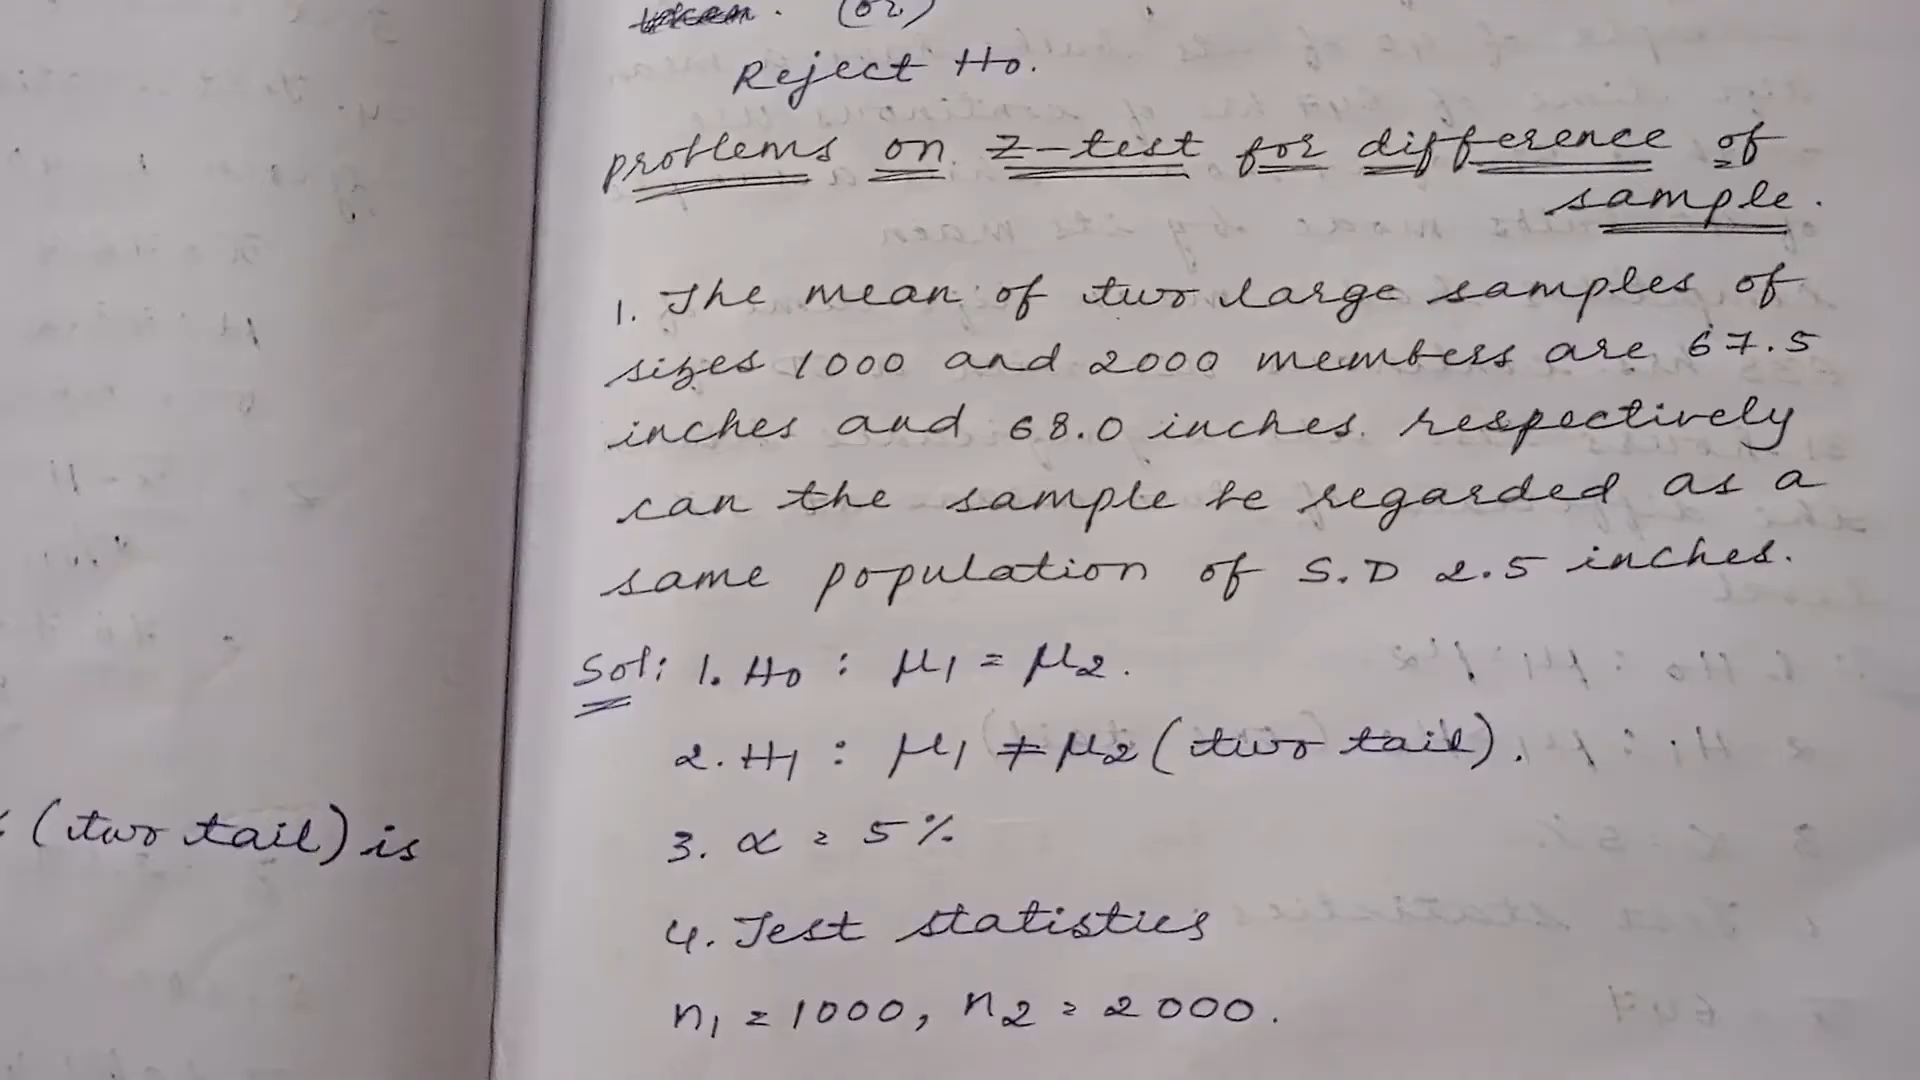 (or)
Reject Ho.
problems on z-test for difference of
sample.
1. The mean of two large samples of
sizes 1000 and 2000 members are 67.5
inches and 68.0 inches. respectively
can the sample be regarded as a
same population of S.D 2.5 inches.
Sol: 1. H0 : μ1 = μ2.
2. H1 : μ1 ≠ μ2 (two tail).
3. α = 5%
4. Test statistics
n1 = 1000, n2 = 2000.
(two tail) is